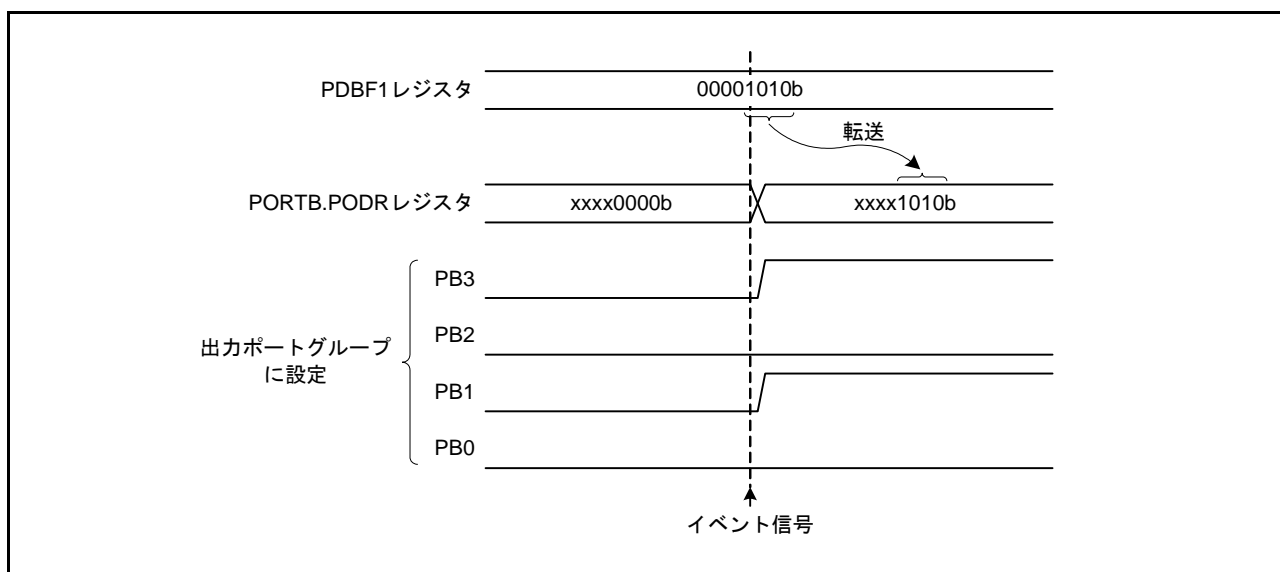 PDBF1レジスタ
00001010b
転送
PORTB.PODRレジスタ
xxxx0000b
xxxx1010b
PB3
PB2
PB1
PB0
出力ポートグループ
に設定
イベント信号